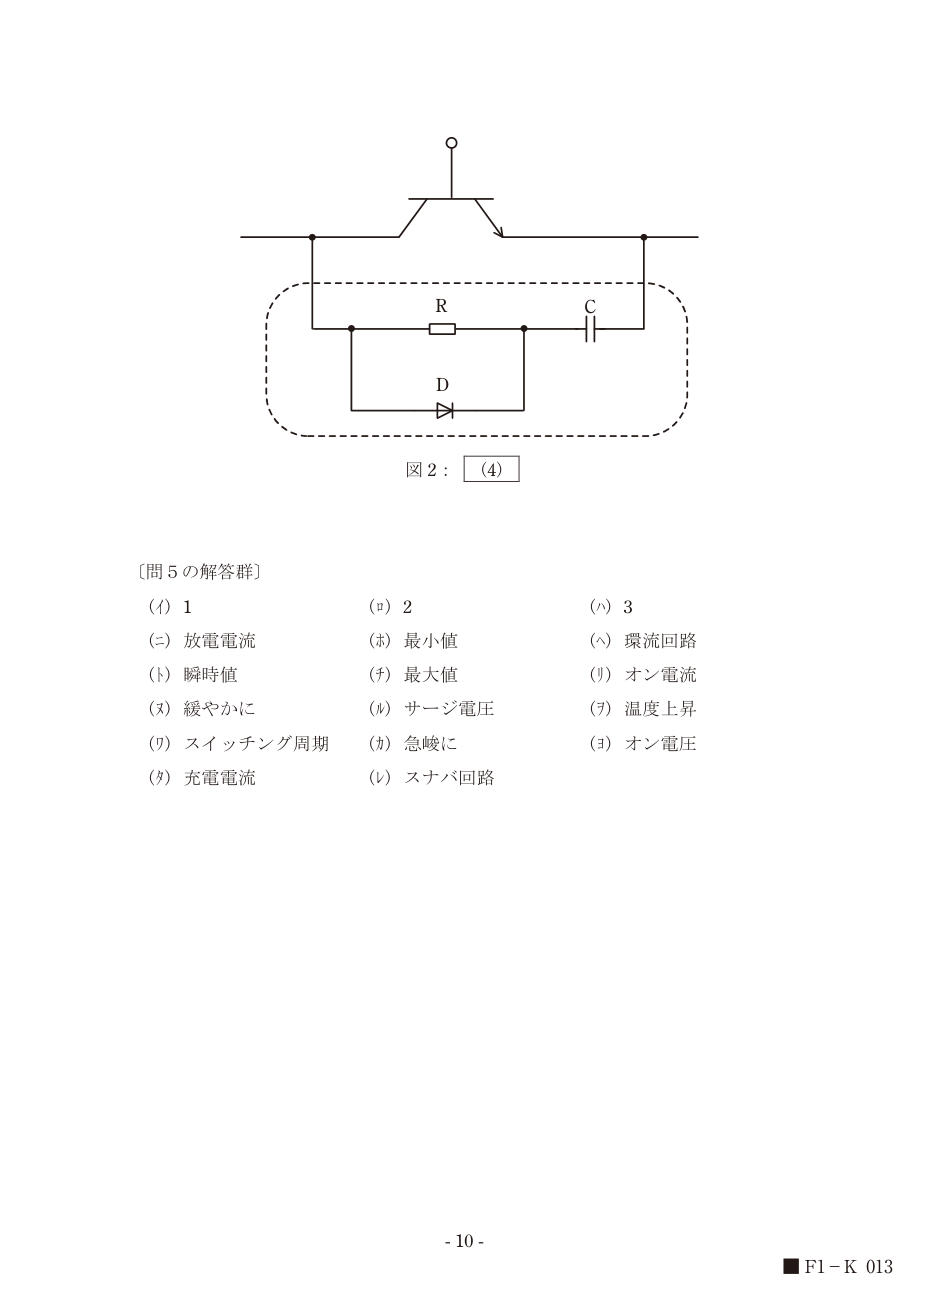 R
C
D
図2： (4)
〔問５の解答群〕
(ｲ) 1 (ﾛ) 2 (ﾊ) 3
(ﾆ) 放電電流 (ﾎ) 最小値 (ﾍ) 環流回路
(ﾄ) 瞬時値 (ﾁ) 最大値 (ﾘ) オン電流
(ﾇ) 緩やかに (ﾙ) サージ電圧 (ｦ) 温度上昇
(ﾜ) スイッチング周期 (ｶ) 急峻に (ﾖ) オン電圧
(ﾀ) 充電電流 (ﾚ) スナバ回路
- 10 -
■ F1－K 013